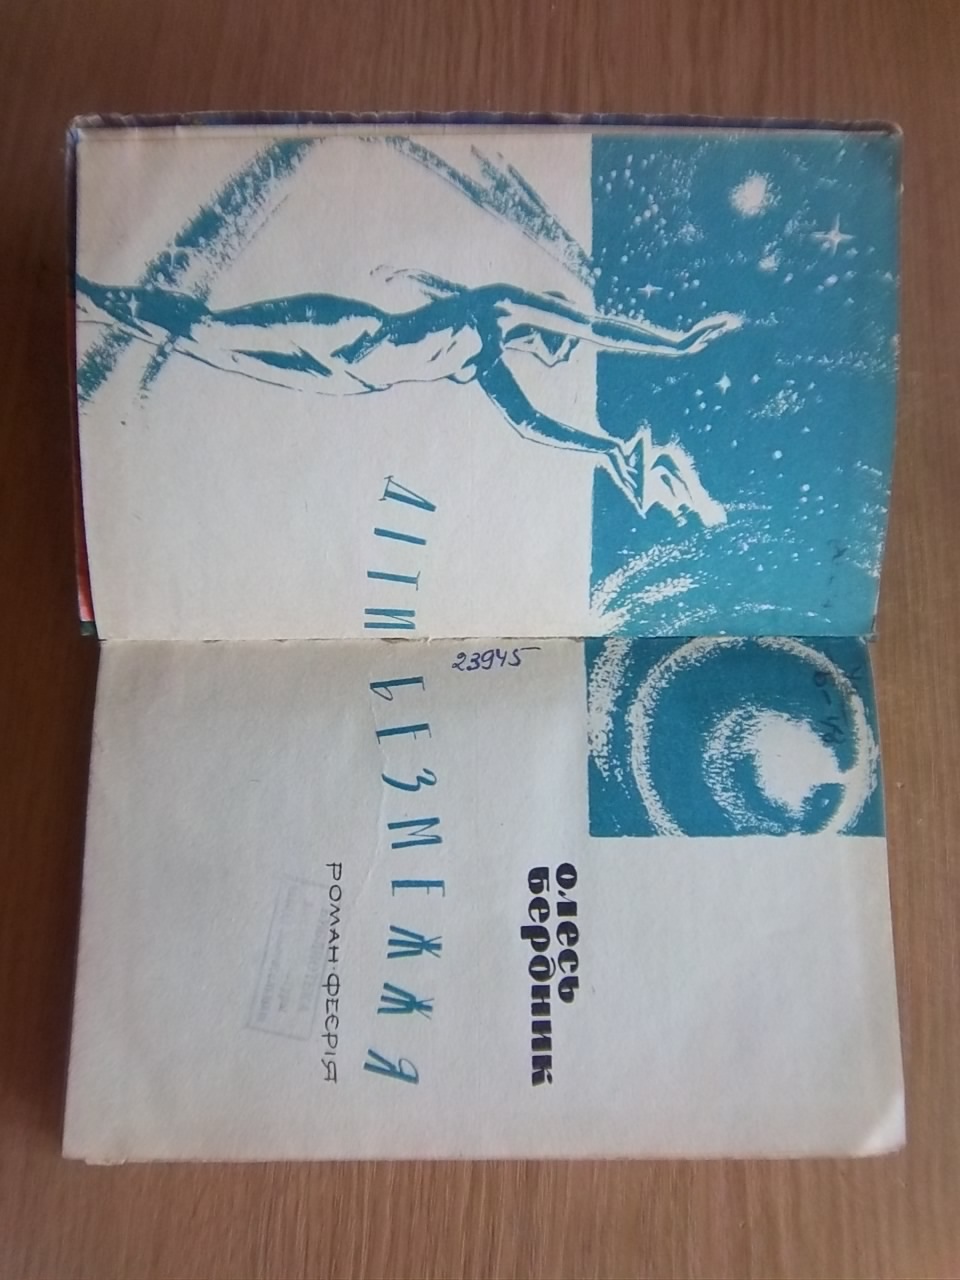 олесь
бердник
23945
ДІТИ БЕЗМЕЖЖЯ
РОМАН·ФЕЄРІЯ